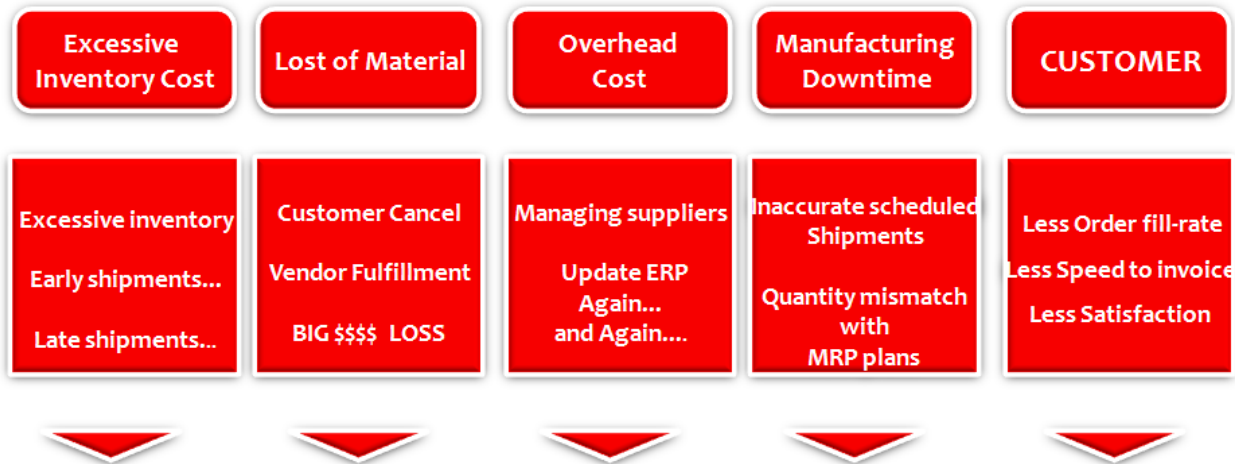 Excessive
Inventory Cost
Lost of Material
Overhead
Cost
Manufacturing
Downtime
CUSTOMER
Excessive inventory
Early shipments...
Late shipments...
Customer Cancel
Vendor Fulfillment
BIG $$$$ LOSS
Managing suppliers
Update ERP
Again...
and Again....
Inaccurate scheduled
Shipments
Quantity mismatch
with
MRP plans
Less Order fill-rate
Less Speed to invoice
Less Satisfaction